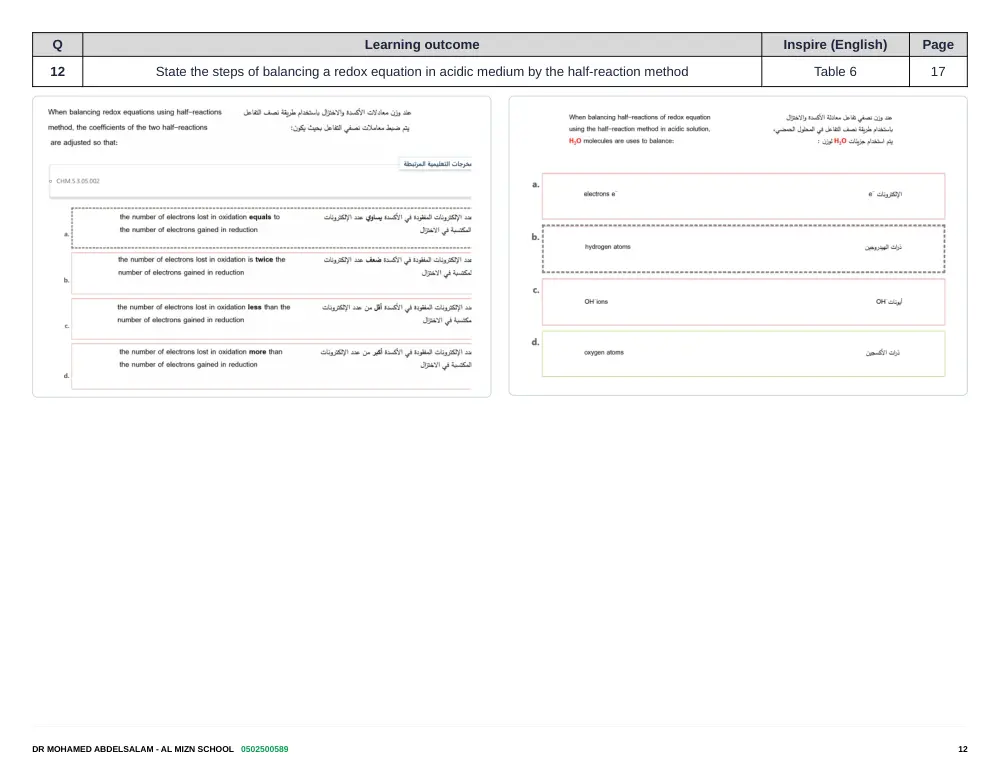 Q Learning outcome Inspire (English) Page
12 State the steps of balancing a redox equation in acidic medium by the half-reaction method Table 6 17
When balancing redox equations using half-reactions
method, the coefficients of the two half-reactions
are adjusted so that:
عند وزن معادلات الأكسدة والاختزال باستخدام طريقة نصف التفاعل
يتم ضبط معاملات نصفي التفاعل بحيث يكون:
مخرجات التعليمية المرتبطة
CHM.5.3.05.002
a.
the number of electrons lost in oxidation equals to
the number of electrons gained in reduction
عدد الإلكترونات المفقودة في الأكسدة يساوي عدد الإلكترونات
المكتسبة في الاختزال
b.
the number of electrons lost in oxidation is twice the
number of electrons gained in reduction
عدد الإلكترونات المفقودة في الأكسدة ضعف عدد الإلكترونات
لمكتسبة في الاختزال
c.
the number of electrons lost in oxidation less than the
number of electrons gained in reduction
عدد الإلكترونات المفقودة في الأكسدة أقل من عدد الإلكترونات
مكتسبة في الاختزال
d.
the number of electrons lost in oxidation more than
the number of electrons gained in reduction
عدد الإلكترونات المفقودة في الأكسدة أكبر من عدد الإلكترونات
المكتسبة في الاختزال
When balancing half-reactions of redox equation
using the half-reaction method in acidic solution,
H₂O molecules are uses to balance:
عند وزن نصفي تفاعل معادلة الأكسدة والاختزال
باستخدام طريقة نصف التفاعل في المحلول الحمضي،
يتم استخدام جزيئات H₂O لوزن :
a. electrons e⁻ الإلكترونات e⁻
b. hydrogen atoms ذرات الهيدروجين
c. OH⁻ ions أيونات OH⁻
d. oxygen atoms ذرات الأكسجين
DR MOHAMED ABDELSALAM - AL MIZN SCHOOL 0502500589 12